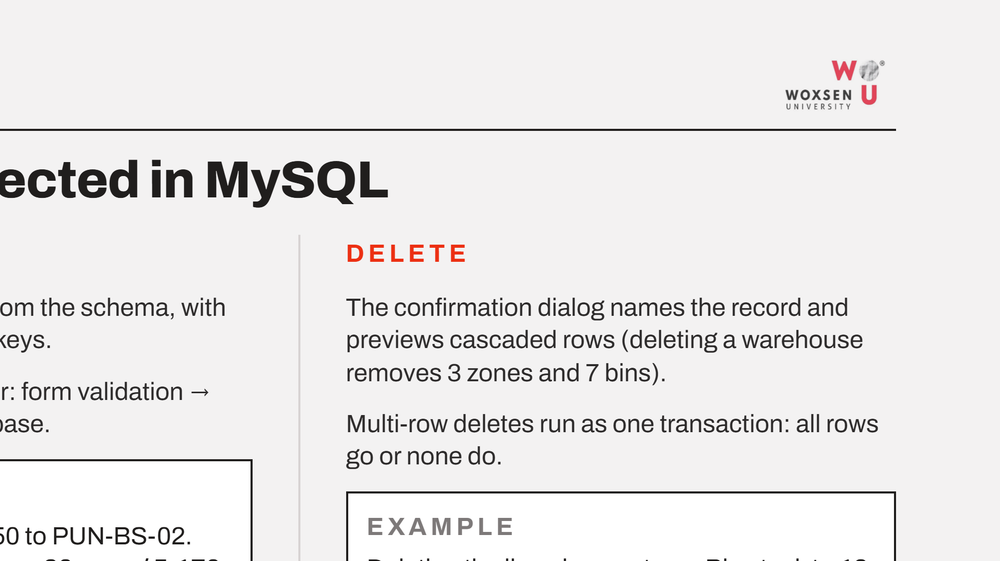 W ®
WOXSEN U
UNIVERSITY
ected in MySQL
om the schema, with
keys.
r: form validation →
base.
50 to PUN-BS-02.
DELETE
The confirmation dialog names the record and
previews cascaded rows (deleting a warehouse
removes 3 zones and 7 bins).
Multi-row deletes run as one transaction: all rows
go or none do.
EXAMPLE